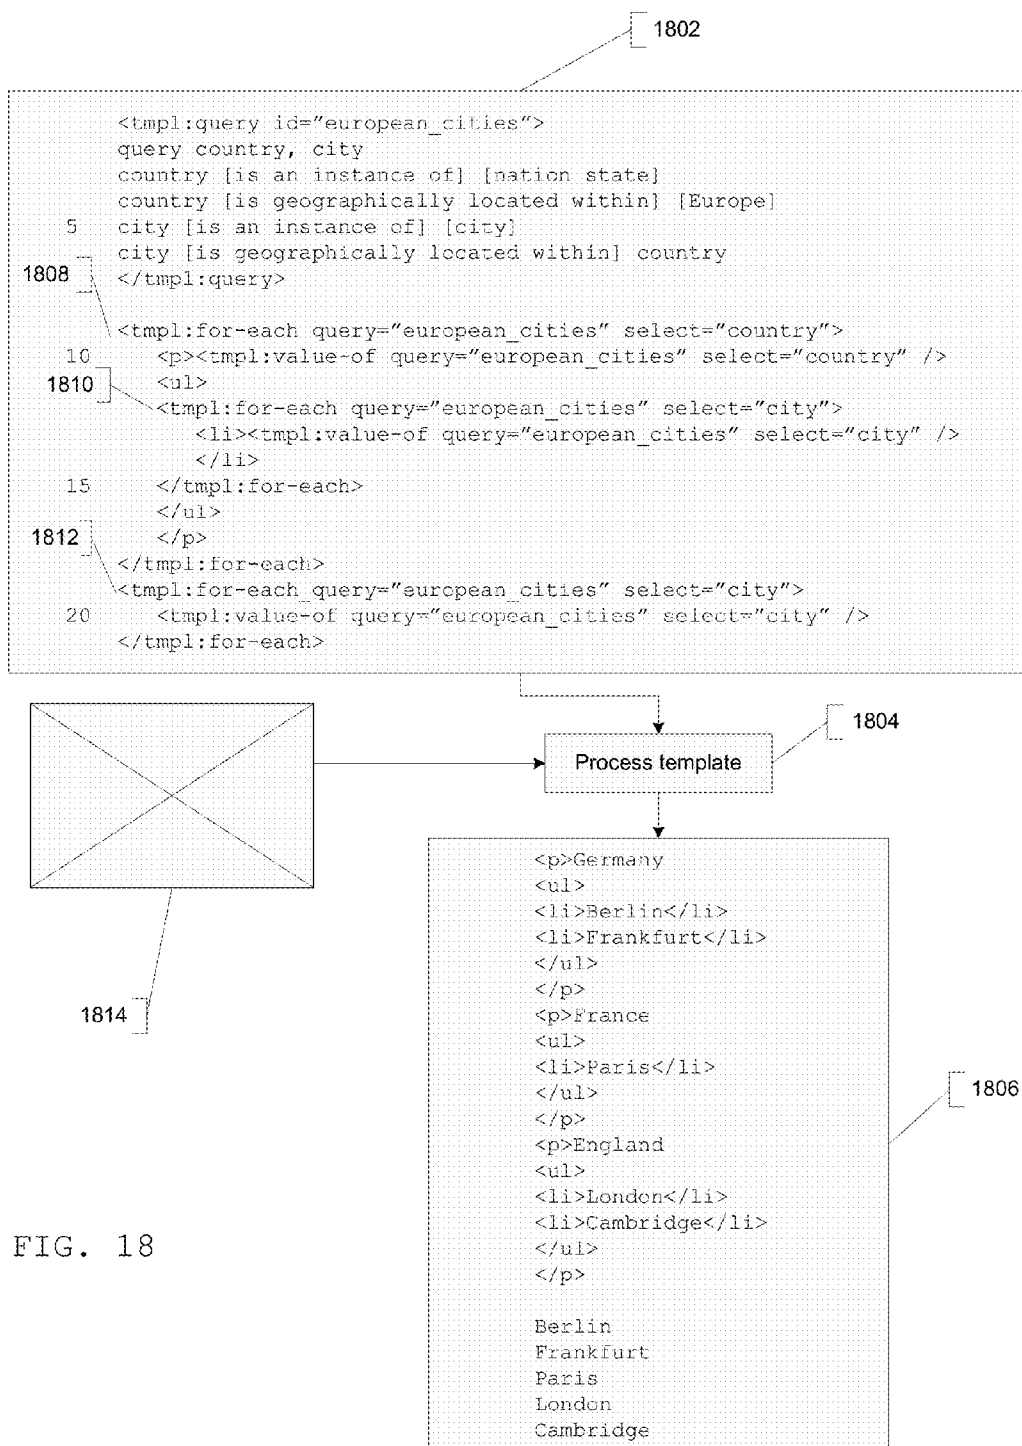 1802
<tmpl:query id="european_cities">
query country, city
country [is an instance of] [nation state]
country [is geographically located within] [Europe]
5 city [is an instance of] [city]
city [is geographically located within] country
1808 </tmpl:query>
<tmpl:for-each query="european_cities" select="country">
10 <p><tmpl:value-of query="european_cities" select="country" />
1810 <ul>
<tmpl:for-each query="european_cities" select="city">
<li><tmpl:value-of query="european_cities" select="city" />
</li>
15 </tmpl:for-each>
</ul>
1812 </p>
</tmpl:for-each>
<tmpl:for-each query="european_cities" select="city">
20 <tmpl:value-of query="european_cities" select="city" />
</tmpl:for-each>
1804
Process template
<p>Germany
<ul>
<li>Berlin</li>
<li>Frankfurt</li>
</ul>
</p>
1814
<p>France
<ul>
<li>Paris</li>
</ul>
1806
</p>
<p>England
<ul>
<li>London</li>
<li>Cambridge</li>
</ul>
FIG. 18
</p>
Berlin
Frankfurt
Paris
London
Cambridge